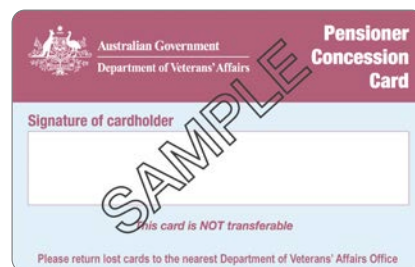 Australian Government
Department of Veterans' Affairs
Pensioner
Concession
Card
Signature of cardholder
SAMPLE
This card is NOT transferable
Please return lost cards to the nearest Department of Veterans' Affairs Office